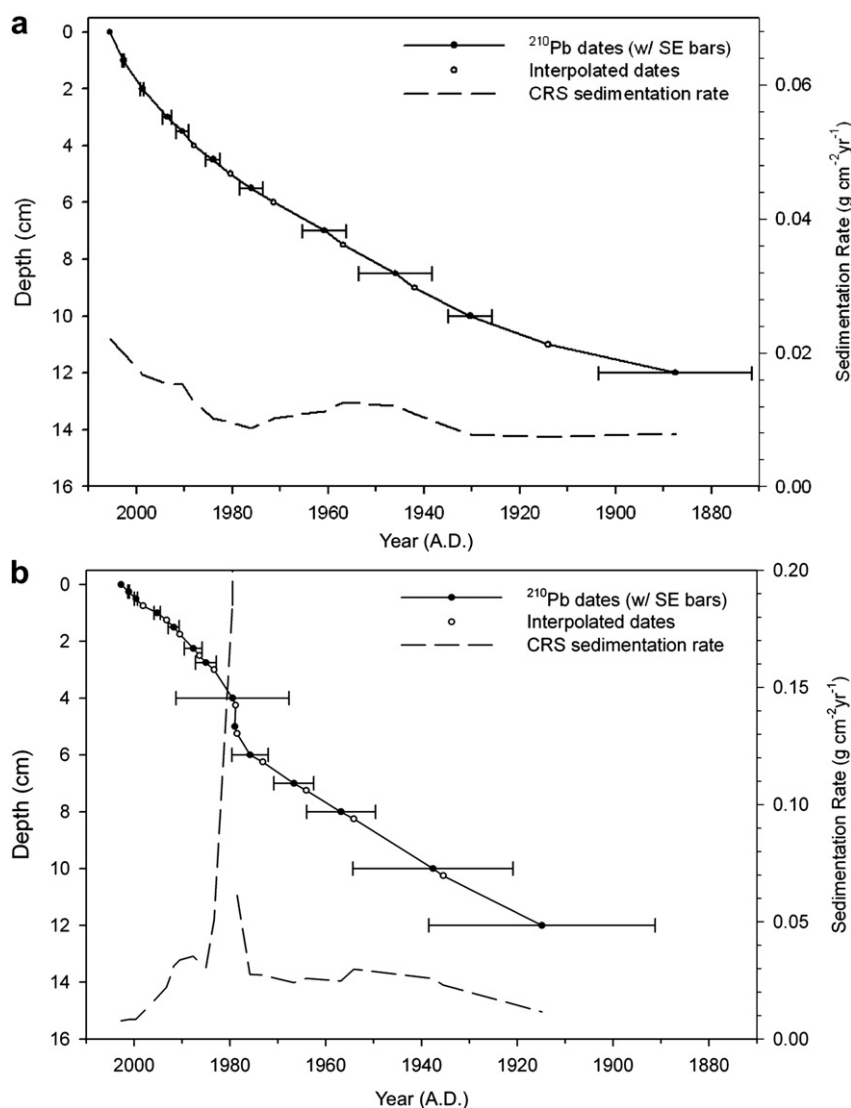 a
210Pb dates (w/ SE bars)
Interpolated dates
CRS sedimentation rate
Depth (cm)
0
2
4
6
8
10
12
14
16
Sedimentation Rate (g cm-2yr-1)
0.06
0.04
0.02
0.00
2000 1980 1960 1940 1920 1900 1880
Year (A.D.)
b
210Pb dates (w/ SE bars)
Interpolated dates
CRS sedimentation rate
Depth (cm)
0
2
4
6
8
10
12
14
16
Sedimentation Rate (g cm-2yr-1)
0.20
0.15
0.10
0.05
0.00
2000 1980 1960 1940 1920 1900 1880
Year (A.D.)